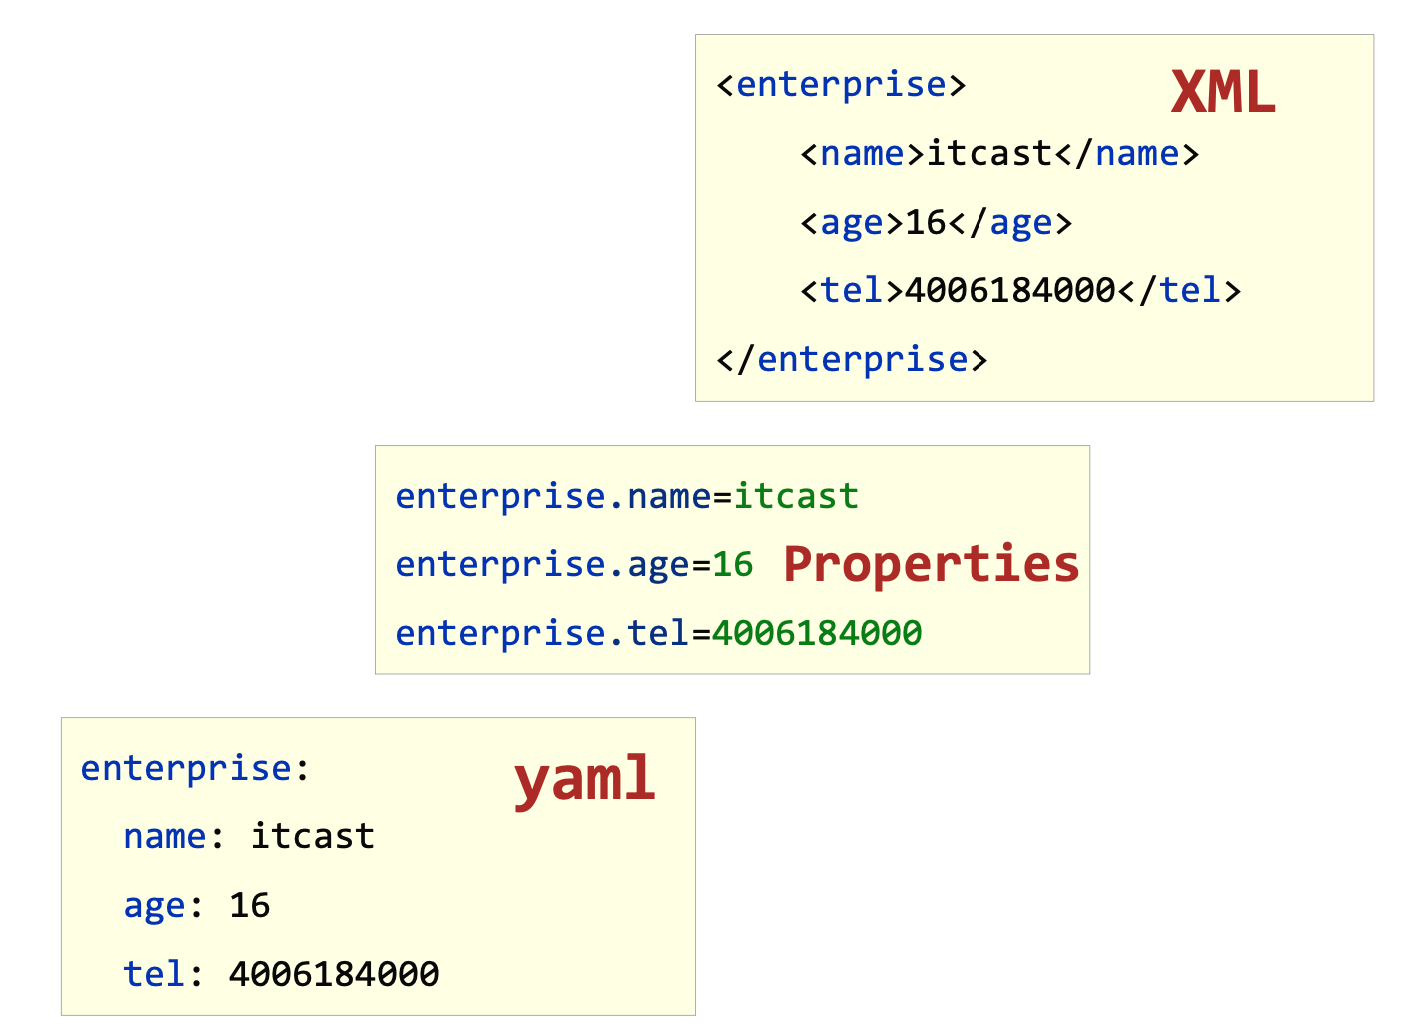 <enterprise>
XML
    <name>itcast</name>
    <age>16</age>
    <tel>4006184000</tel>
</enterprise>
enterprise.name=itcast
enterprise.age=16
Properties
enterprise.tel=4006184000
enterprise:
yaml
  name: itcast
  age: 16
  tel: 4006184000